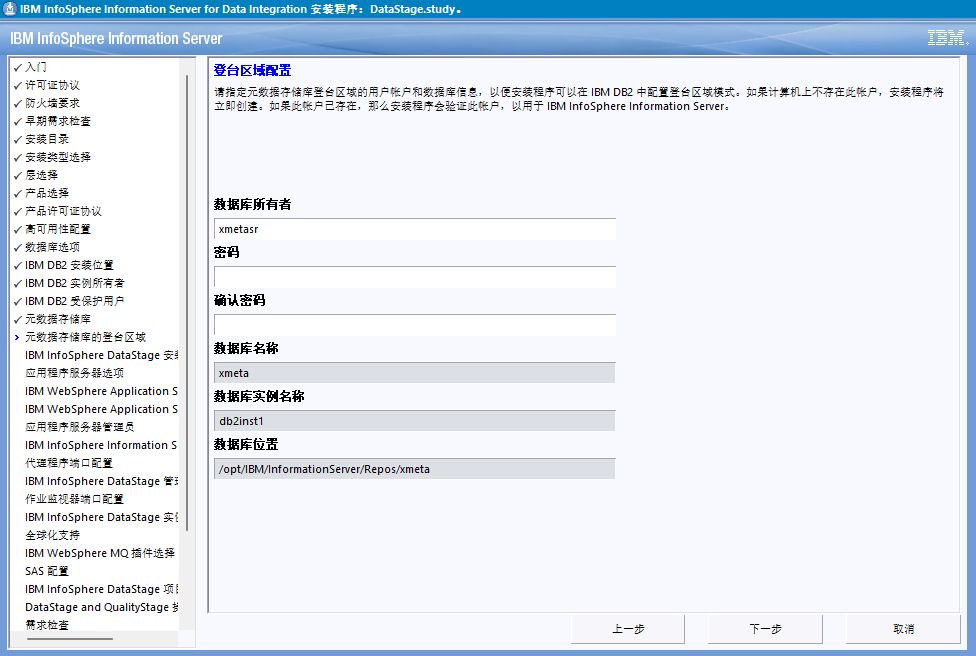 IBM InfoSphere Information Server for Data Integration 安装程序：DataStage.study。
IBM InfoSphere Information Server
IBM.
入门
许可证协议
防火墙要求
早期需求检查
安装目录
安装类型选择
层选择
产品选择
产品许可证协议
高可用性配置
数据库选项
IBM DB2 安装位置
IBM DB2 实例所有者
IBM DB2 受保护用户
元数据存储库
元数据存储库的登台区域
IBM InfoSphere DataStage 安
应用程序服务器选项
IBM WebSphere Application S
IBM WebSphere Application S
应用程序服务器管理员
IBM InfoSphere Information S
代理程序端口配置
IBM InfoSphere DataStage 管
作业监视器端口配置
IBM InfoSphere DataStage 实
全球化支持
IBM WebSphere MQ 插件选择
SAS 配置
IBM InfoSphere DataStage 项
DataStage and QualityStage
需求检查
登台区域配置
请指定元数据存储库登台区域的用户帐户和数据库信息，以便安装程序可以在 IBM DB2 中配置登台区域模式。如果计算机上不存在此帐户，安装程序将
立即创建。如果此帐户已存在，那么安装程序会验证此帐户，以用于 IBM InfoSphere Information Server。
数据库所有者
xmetasr
密码
确认密码
数据库名称
xmeta
数据库实例名称
db2inst1
数据库位置
/opt/IBM/InformationServer/Repos/xmeta
上一步
下一步
取消